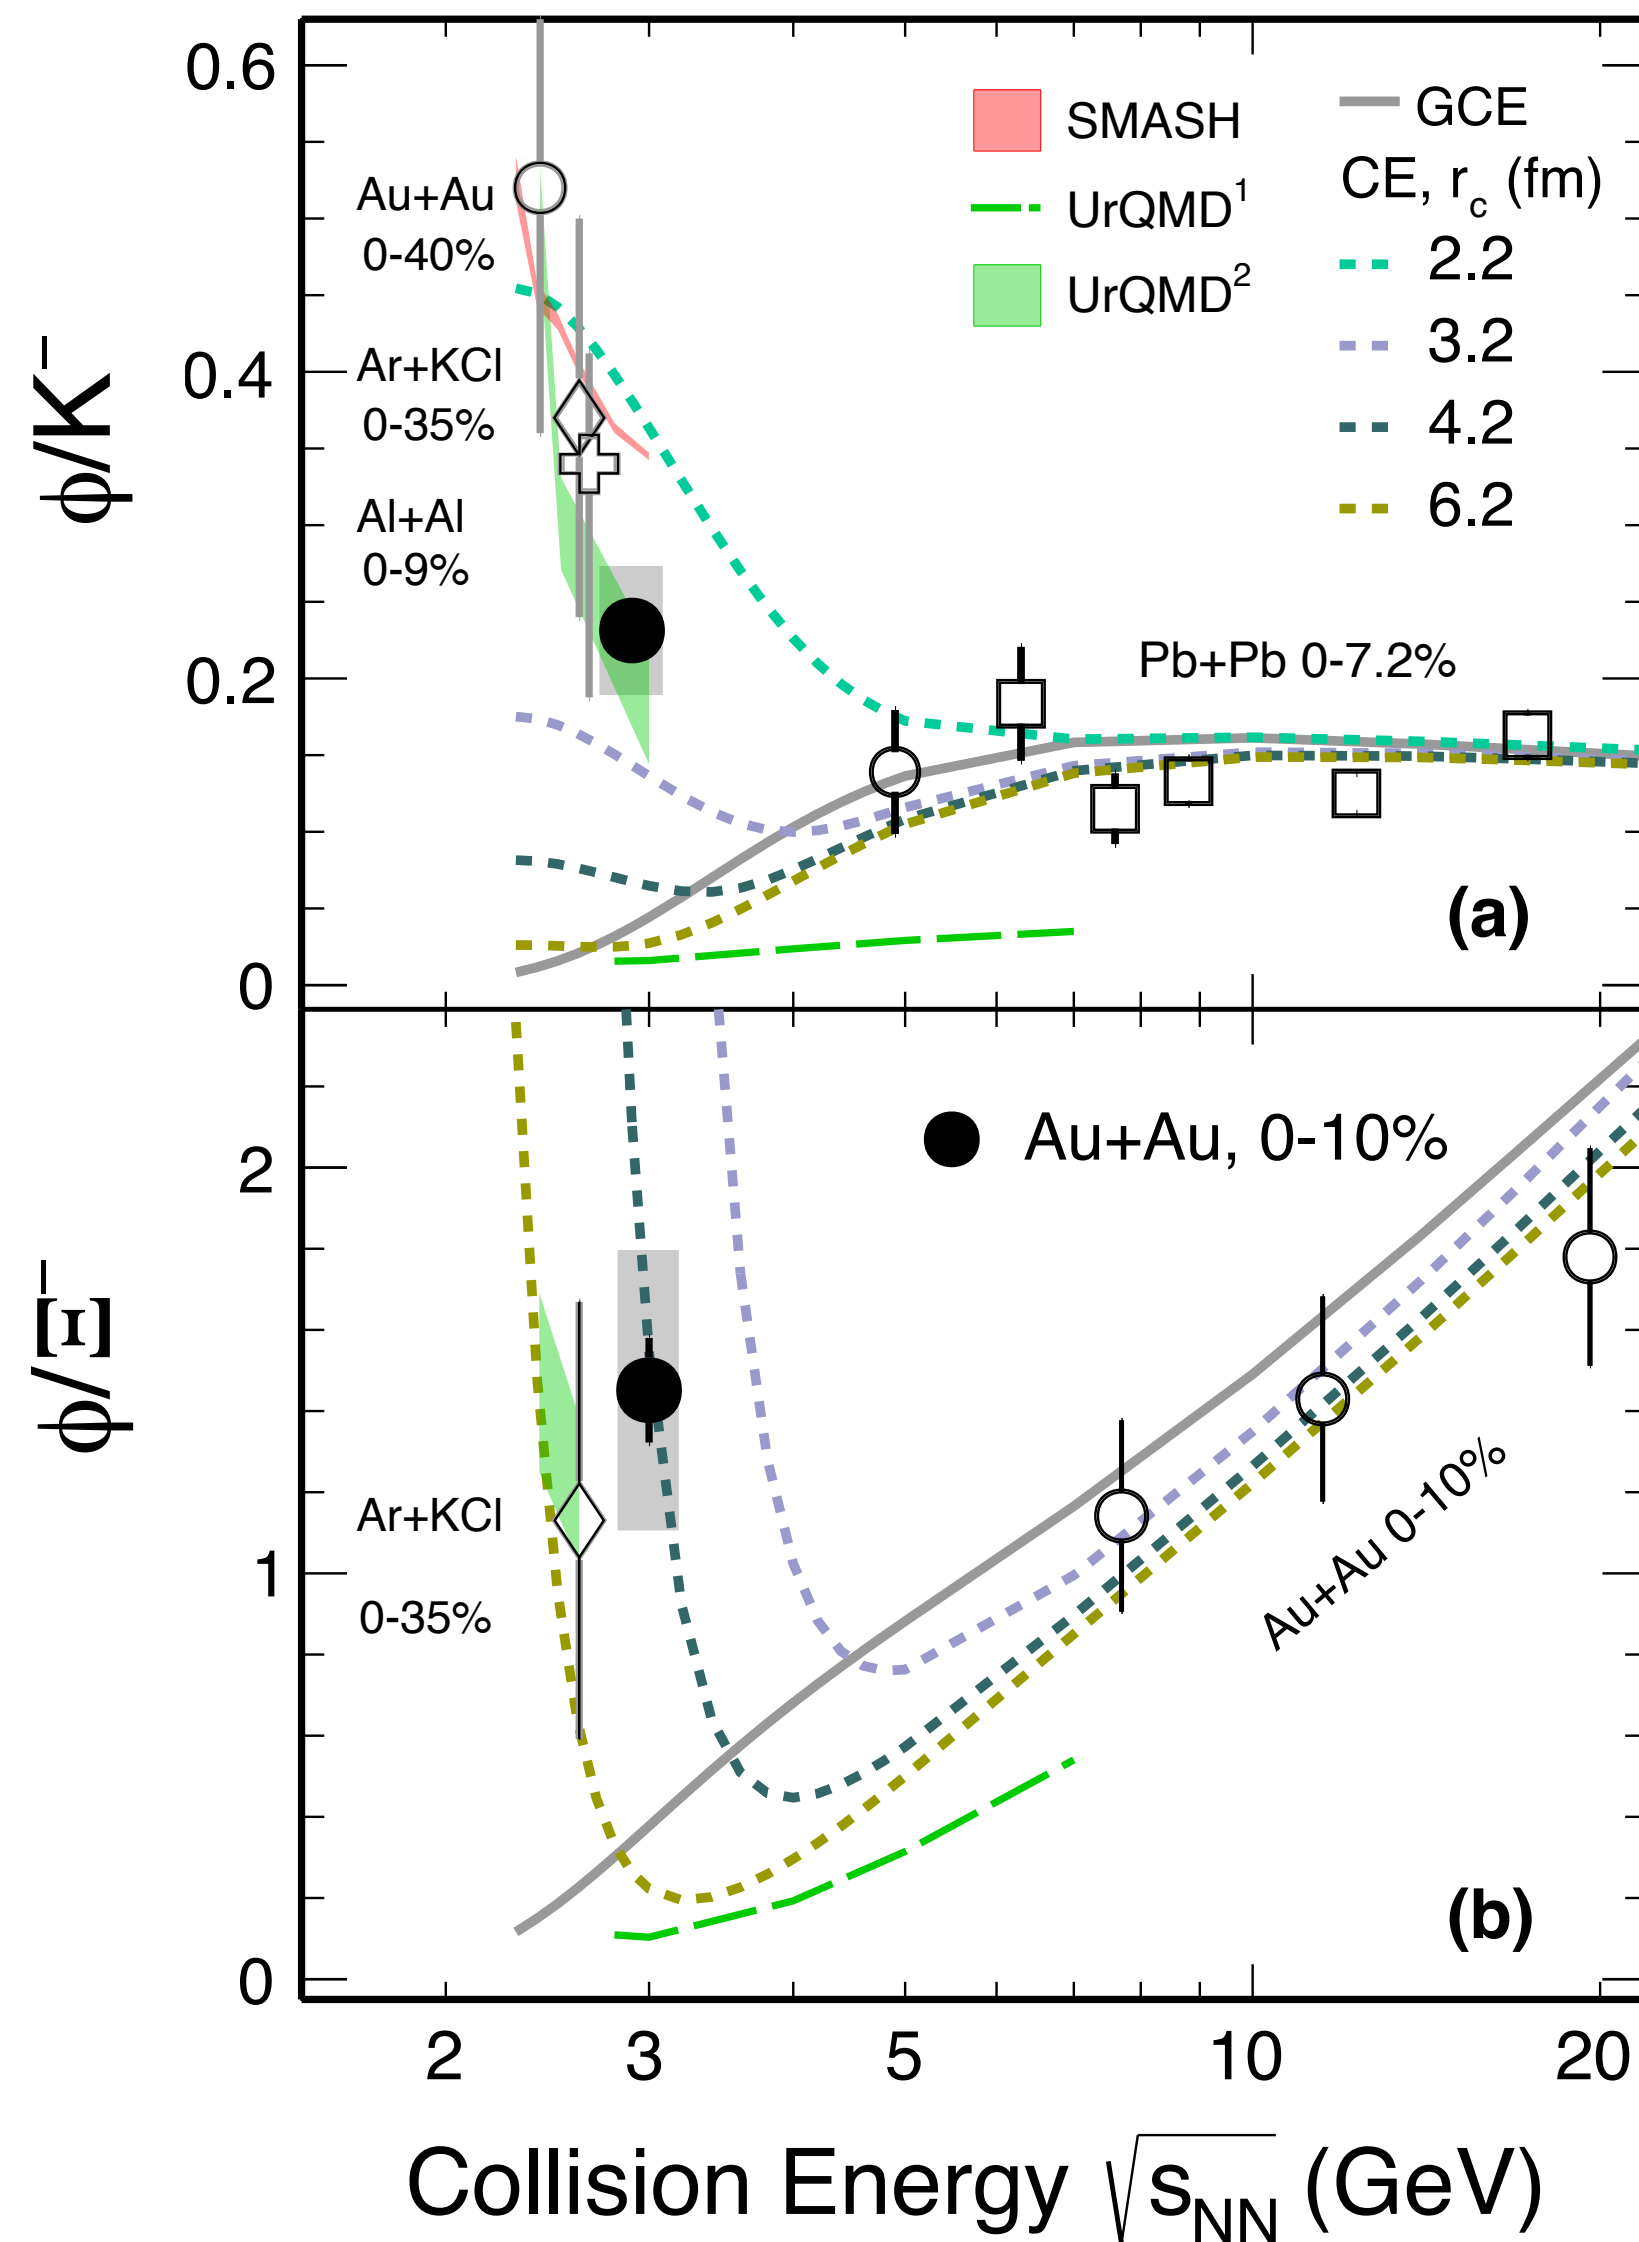 0.6
0.4
0.2
0
ϕ/K⁻
SMASH
UrQMD¹
UrQMD²
GCE
CE, r_c (fm)
2.2
3.2
4.2
6.2
Au+Au
0-40%
Ar+KCl
0-35%
Al+Al
0-9%
Pb+Pb 0-7.2%
(a)
2
1
0
ϕ/Ξ⁻
Au+Au, 0-10%
Ar+KCl
0-35%
Au+Au 0-10%
(b)
2 3 5 10 20
Collision Energy √s_NN (GeV)